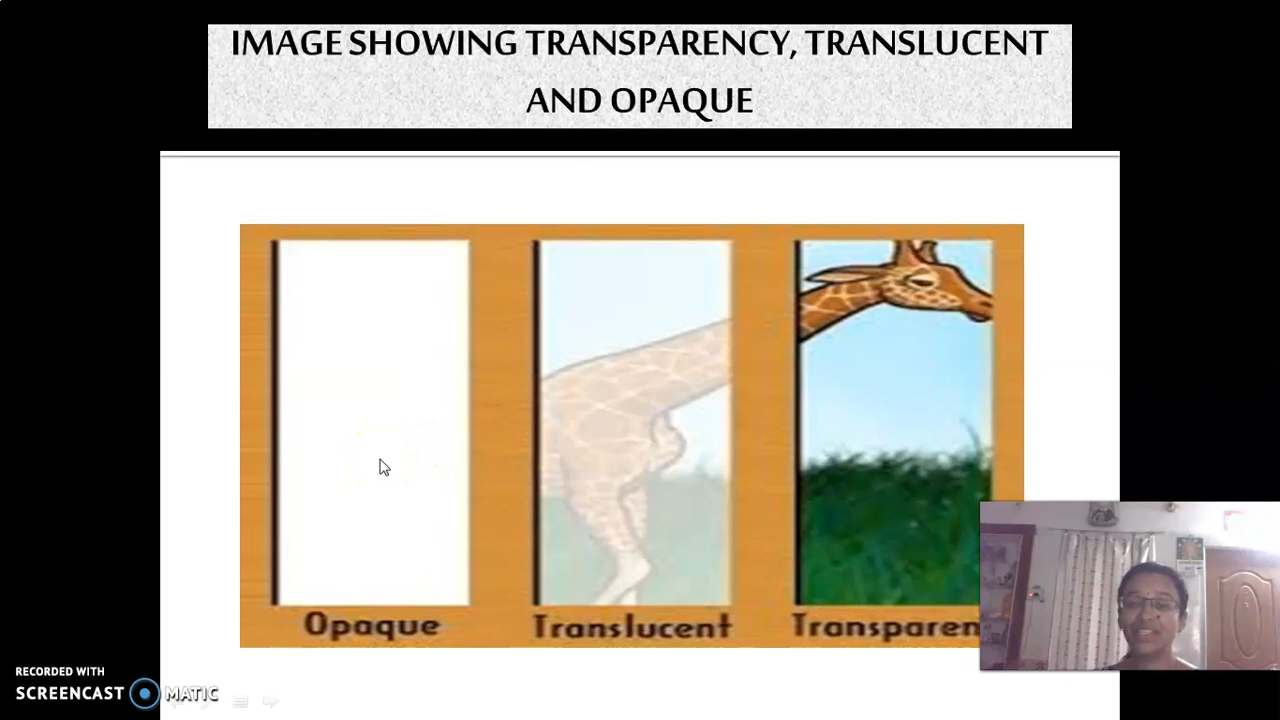 IMAGE SHOWING TRANSPARENCY, TRANSLUCENT
AND OPAQUE
Opaque
Translucent
Transparen
RECORDED WITH
SCREENCAST MATIC